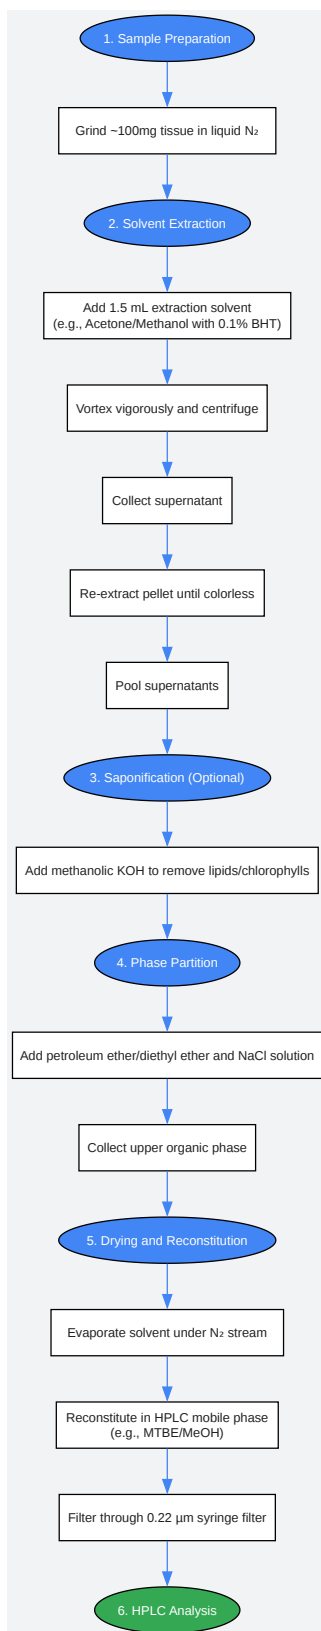 1. Sample Preparation
Grind ~100mg tissue in liquid N₂
2. Solvent Extraction
Add 1.5 mL extraction solvent
(e.g., Acetone/Methanol with 0.1% BHT)
Vortex vigorously and centrifuge
Collect supernatant
Re-extract pellet until colorless
Pool supernatants
3. Saponification (Optional)
Add methanolic KOH to remove lipids/chlorophylls
4. Phase Partition
Add petroleum ether/diethyl ether and NaCl solution
Collect upper organic phase
5. Drying and Reconstitution
Evaporate solvent under N₂ stream
Reconstitute in HPLC mobile phase
(e.g., MTBE/MeOH)
Filter through 0.22 µm syringe filter
6. HPLC Analysis